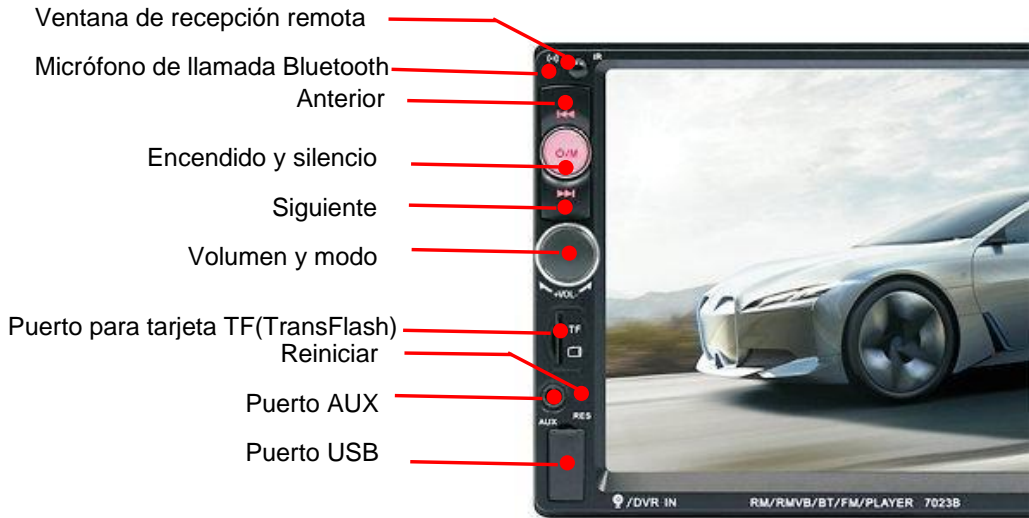 Ventana de recepción remota
IR
Micrófono de llamada Bluetooth
Anterior
Encendido y silencio
/M
Siguiente
Volumen y modo
+VOL-
Puerto para tarjeta TF(TransFlash)
TF
Reiniciar
Puerto AUX
AUX
RES
Puerto USB
/DVR IN
RM/RMVB/BT/FM/PLAYER 7023B